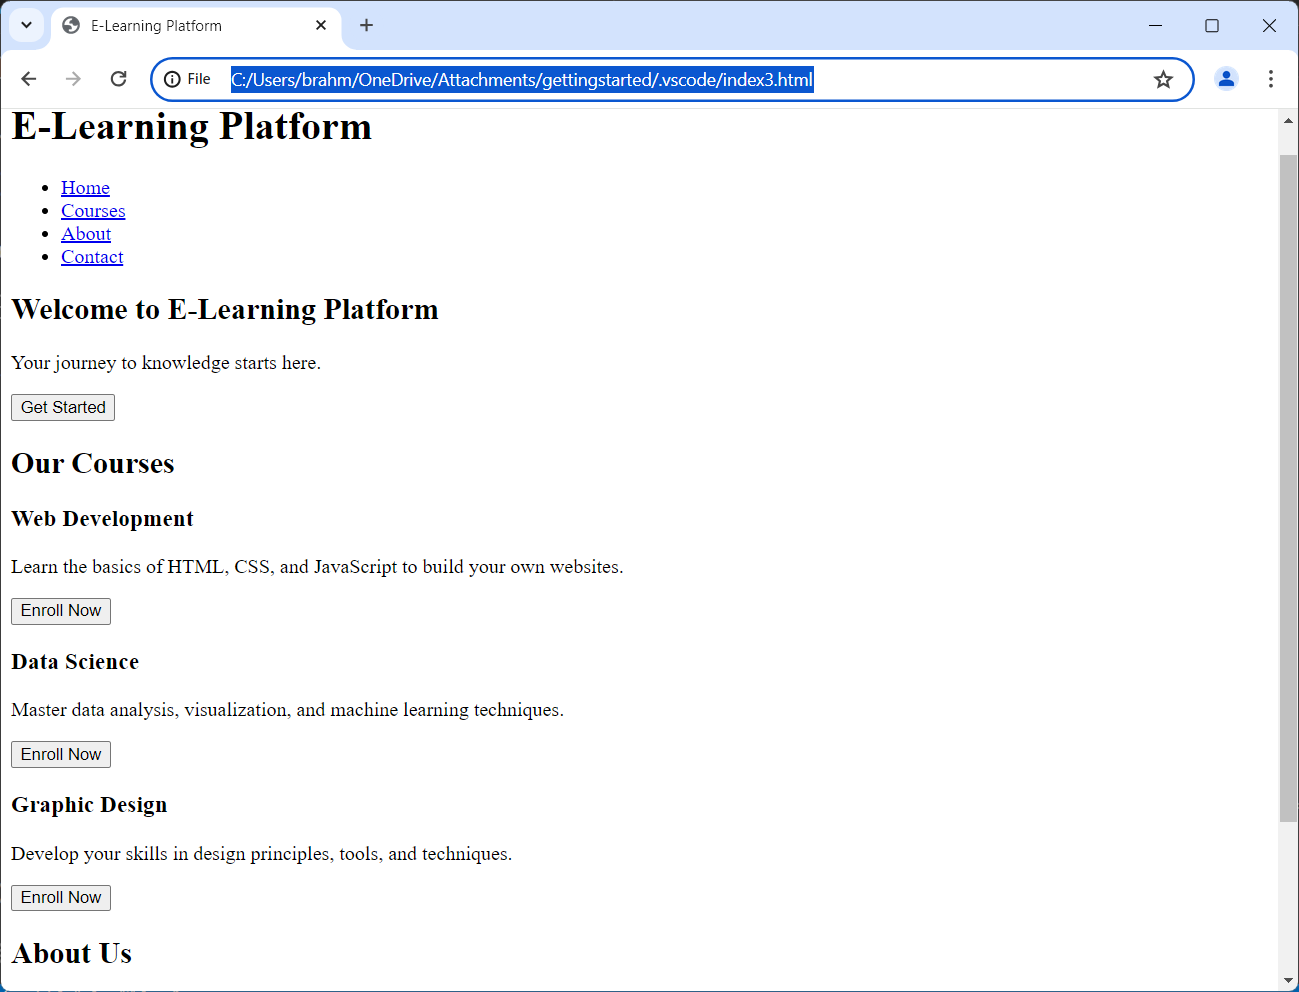 E-Learning Platform
File C:/Users/brahm/OneDrive/Attachments/gettingstarted/.vscode/index3.html
E-Learning Platform
Home
Courses
About
Contact
Welcome to E-Learning Platform
Your journey to knowledge starts here.
Get Started
Our Courses
Web Development
Learn the basics of HTML, CSS, and JavaScript to build your own websites.
Enroll Now
Data Science
Master data analysis, visualization, and machine learning techniques.
Enroll Now
Graphic Design
Develop your skills in design principles, tools, and techniques.
Enroll Now
About Us